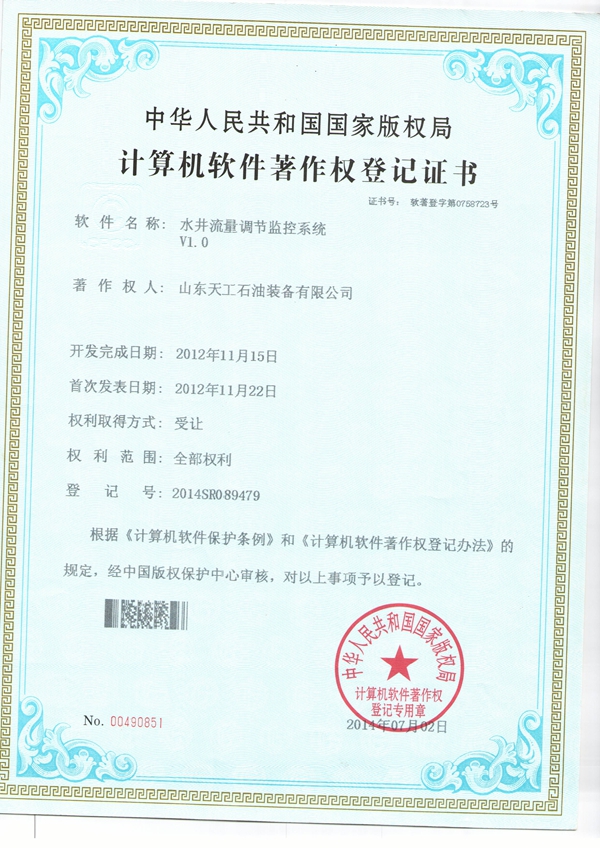 中华人民共和国国家版权局
计算机软件著作权登记证书
证书号： 软著登字第0758723号
软件名称： 水井流量调节监控系统
V1.0
著作权人： 山东天工石油装备有限公司
开发完成日期： 2012年11月15日
首次发表日期： 2012年11月22日
权利取得方式： 受让
权利范围： 全部权利
登记号： 2014SR089479
根据《计算机软件保护条例》和《计算机软件著作权登记办法》的
规定，经中国版权保护中心审核，对以上事项予以登记。
中华人民共和国国家版权局
计算机软件著作权
登记专用章
No. 00490851
2014年07月02日